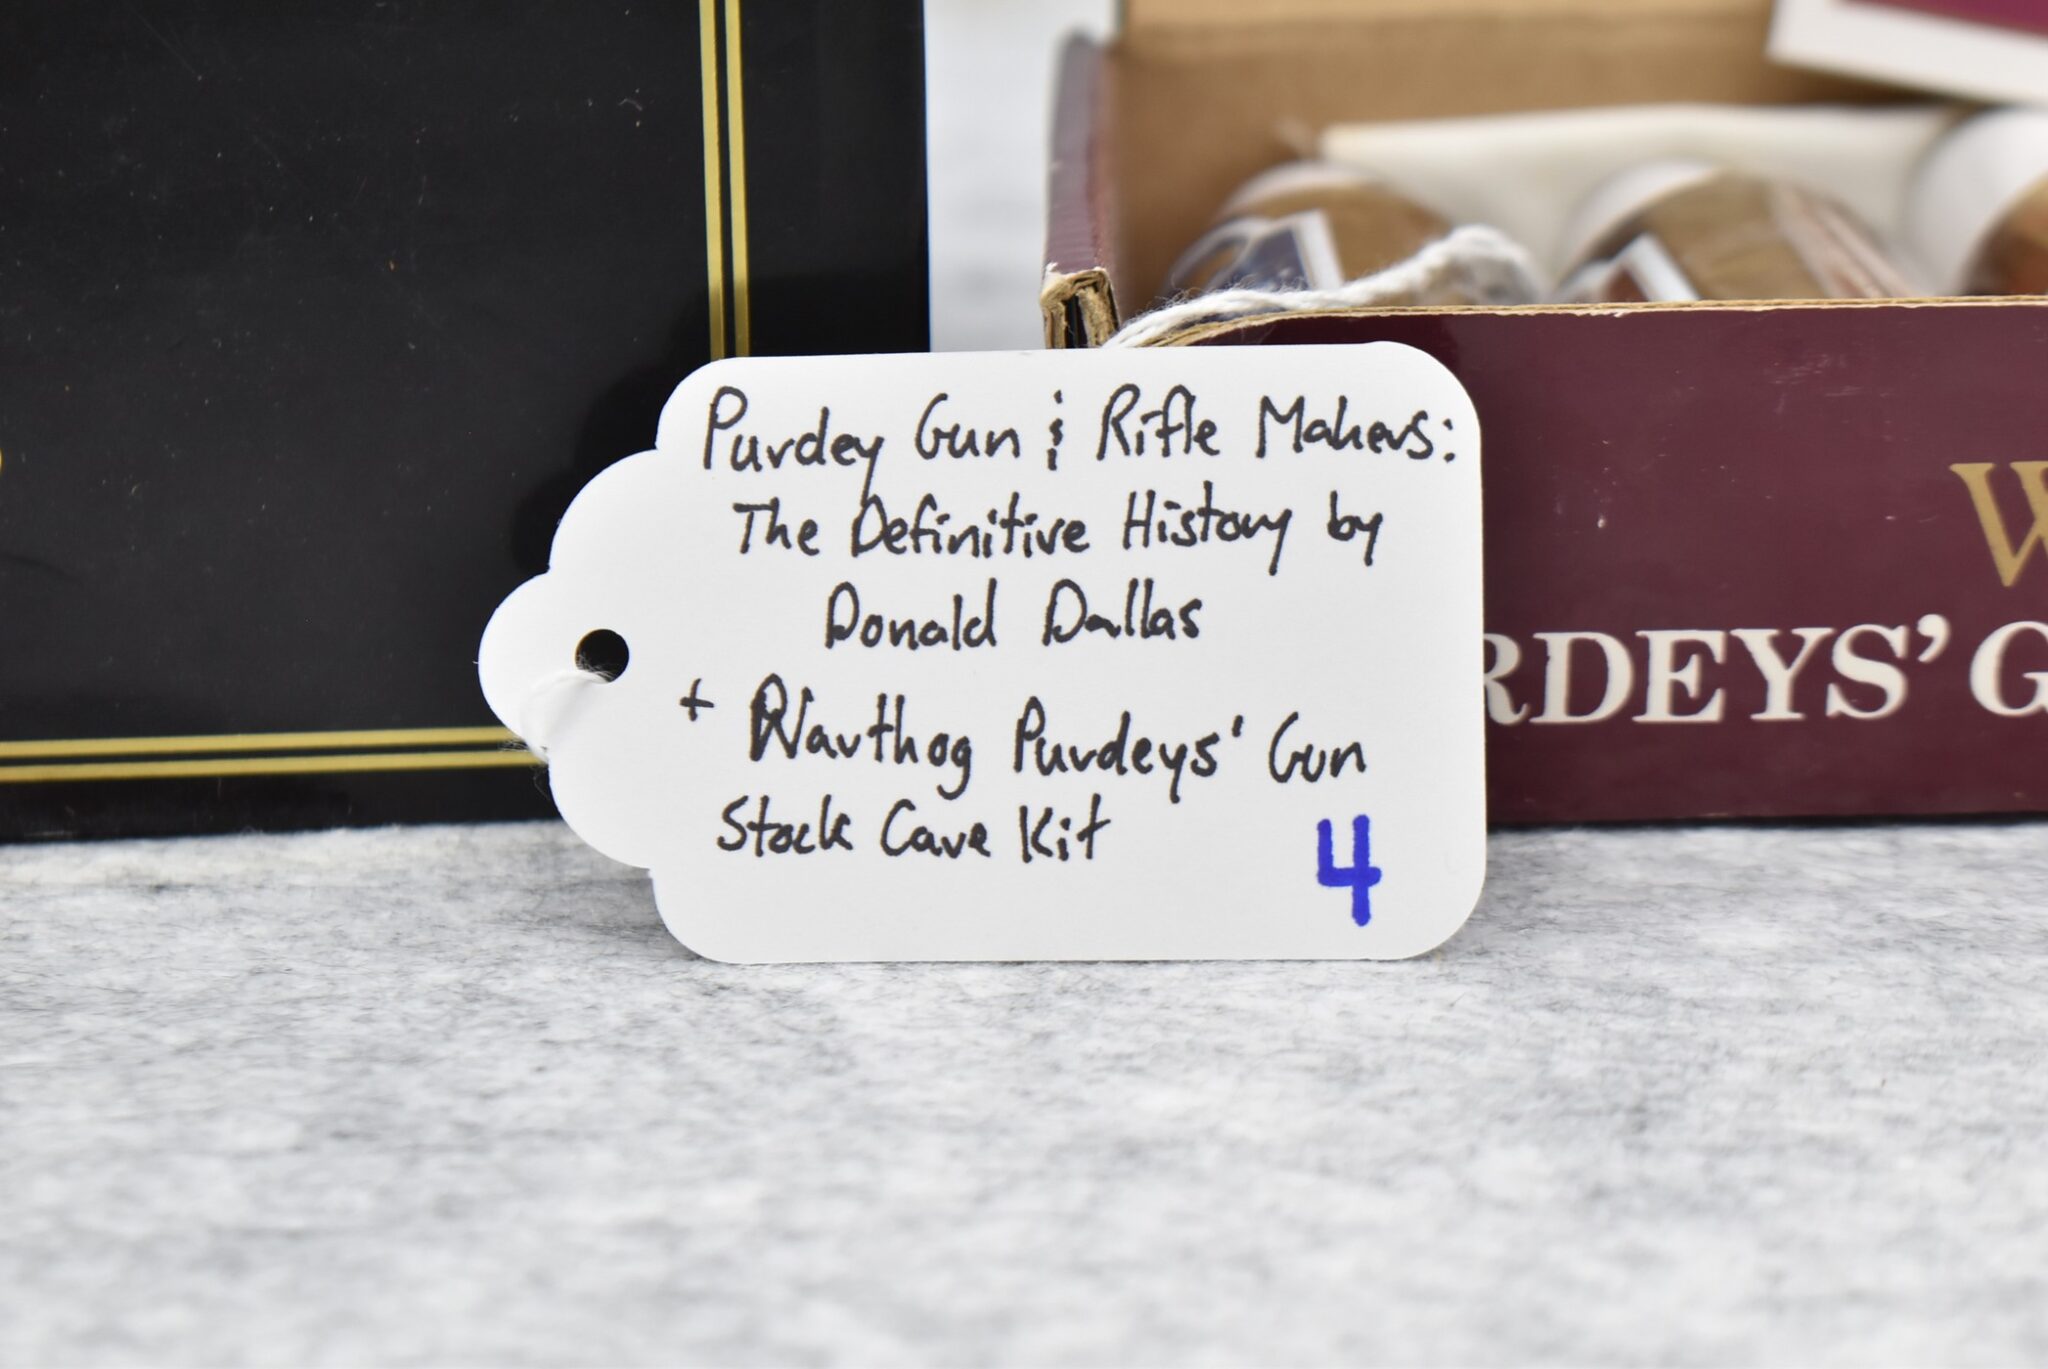 Purdey Gun & Rifle Makers:
The Definitive History by
Donald Dallas
+ Warthog Purdeys' Gun
Stock Care Kit
4
W
RDEYS' G